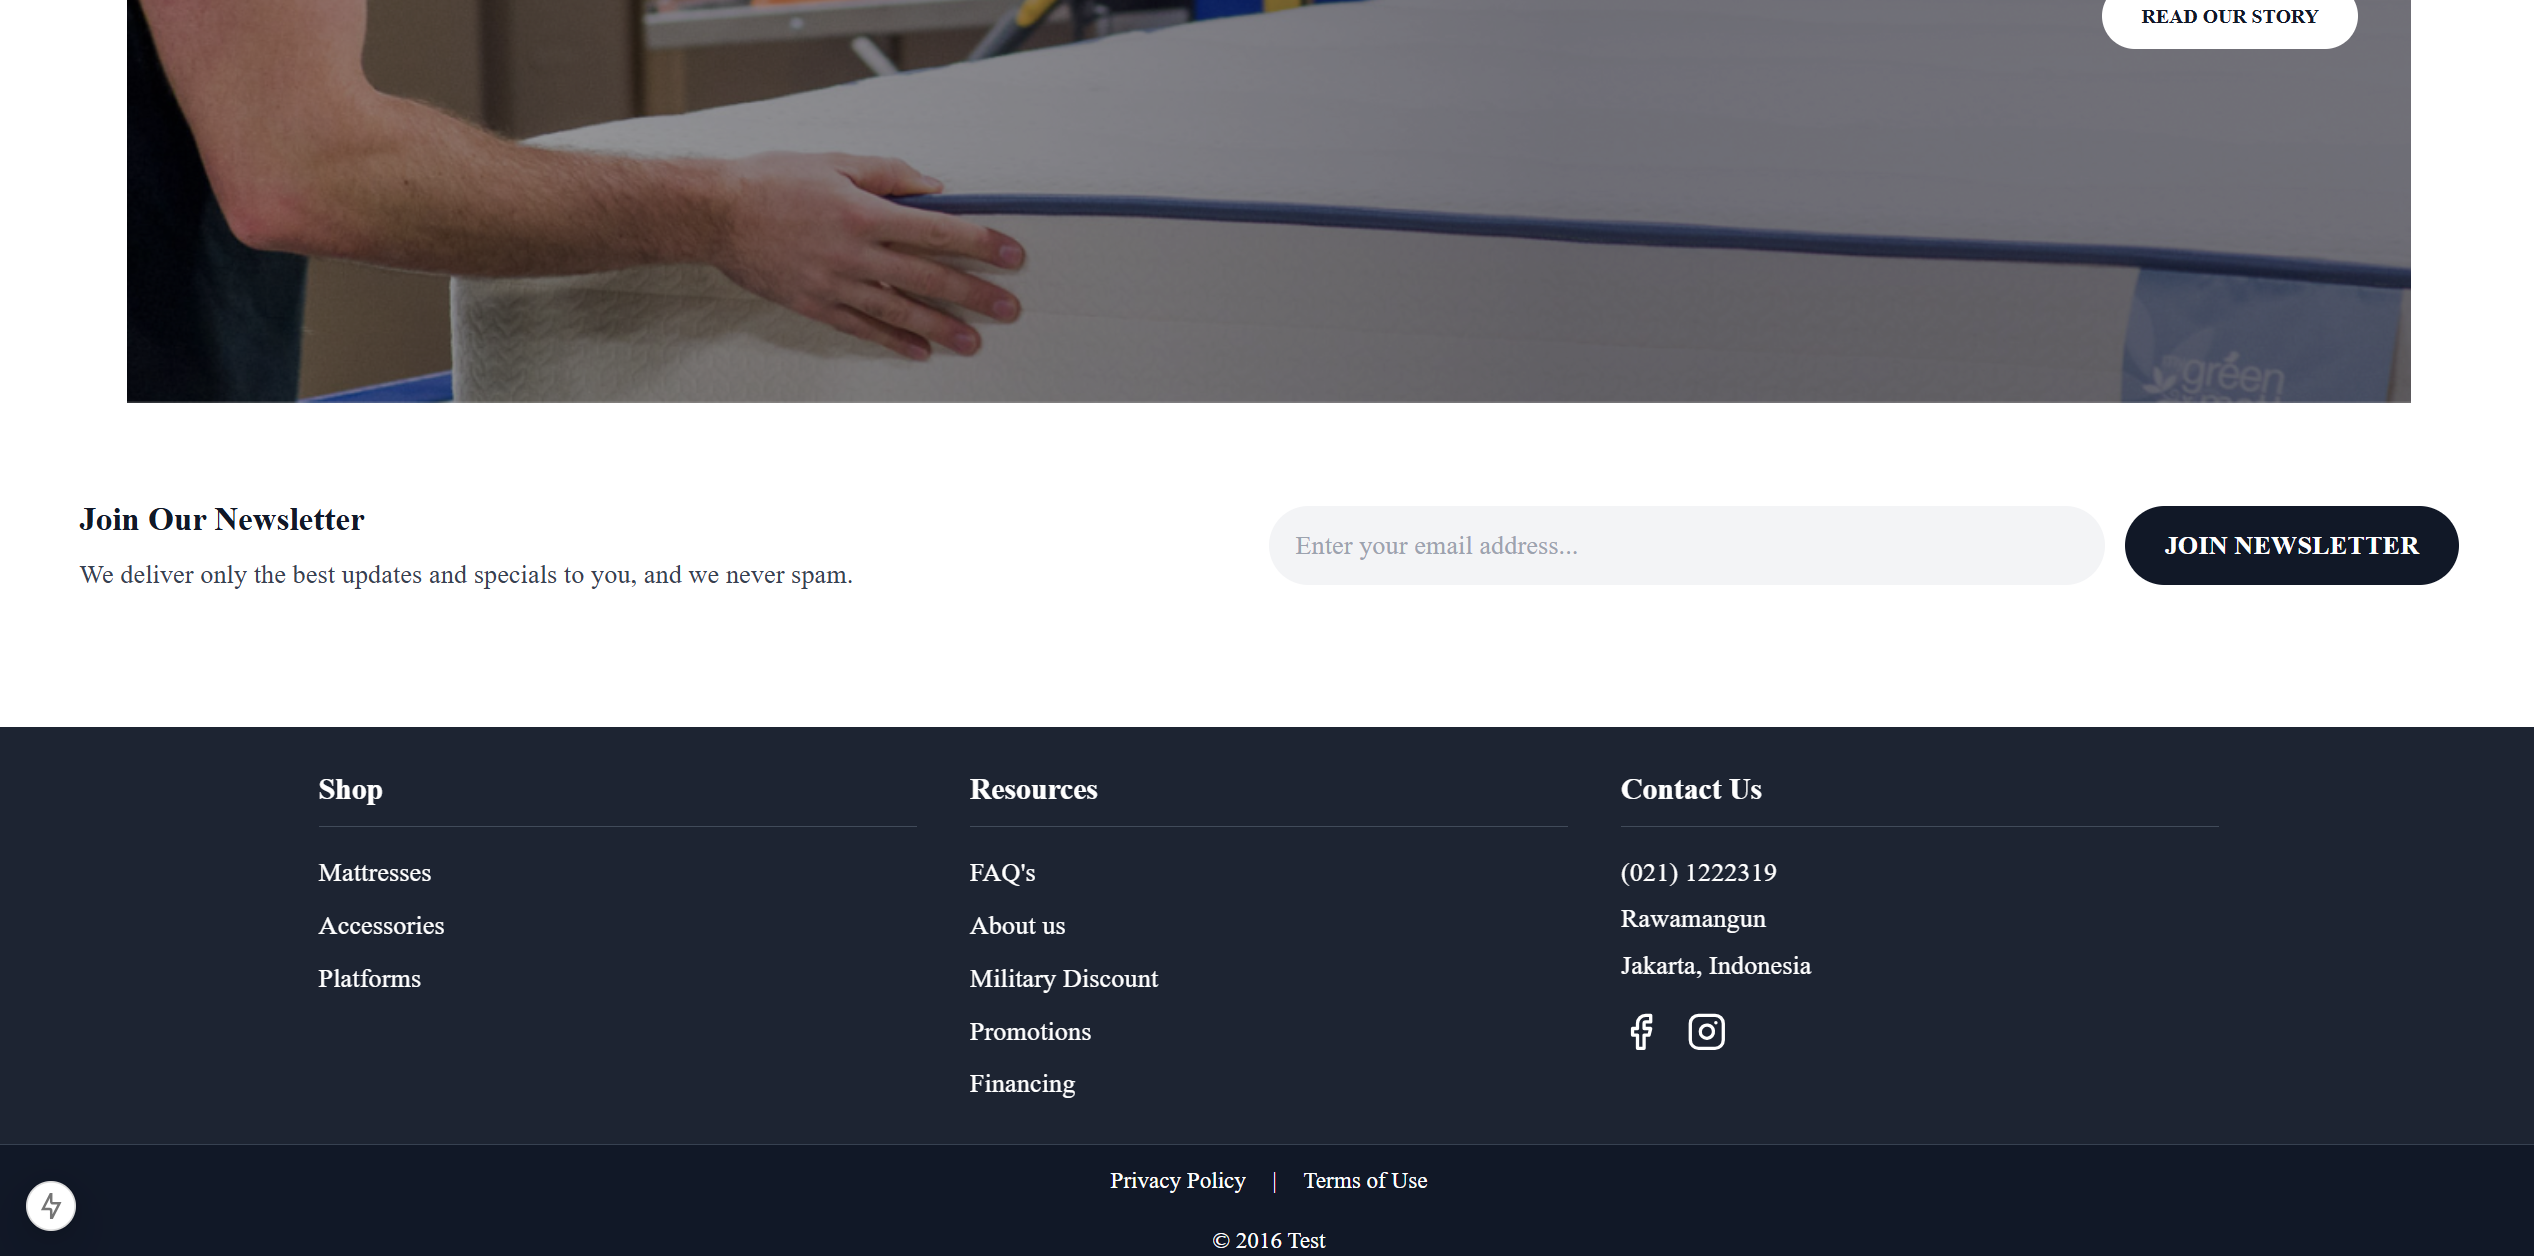 READ OUR STORY
green
Join Our Newsletter
We deliver only the best updates and specials to you, and we never spam.
Enter your email address...
JOIN NEWSLETTER
Shop
Mattresses
Accessories
Platforms
Resources
FAQ's
About us
Military Discount
Promotions
Financing
Contact Us
(021) 1222319
Rawamangun
Jakarta, Indonesia
Privacy Policy | Terms of Use
© 2016 Test